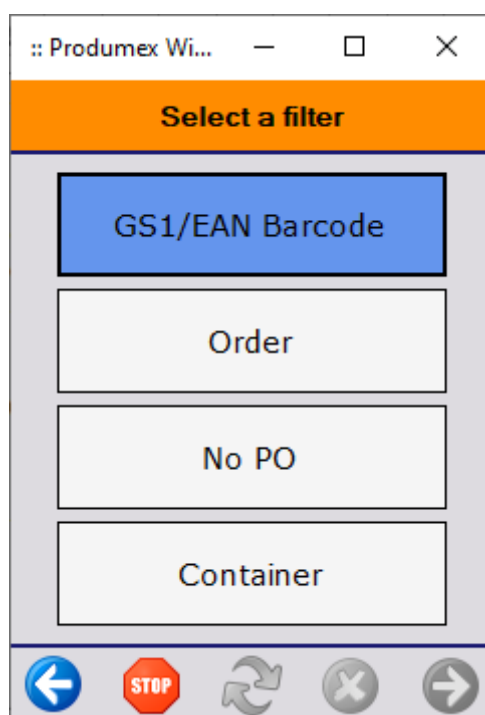 :: Produmex Wi...
Select a filter
GS1/EAN Barcode
Order
No PO
Container
STOP